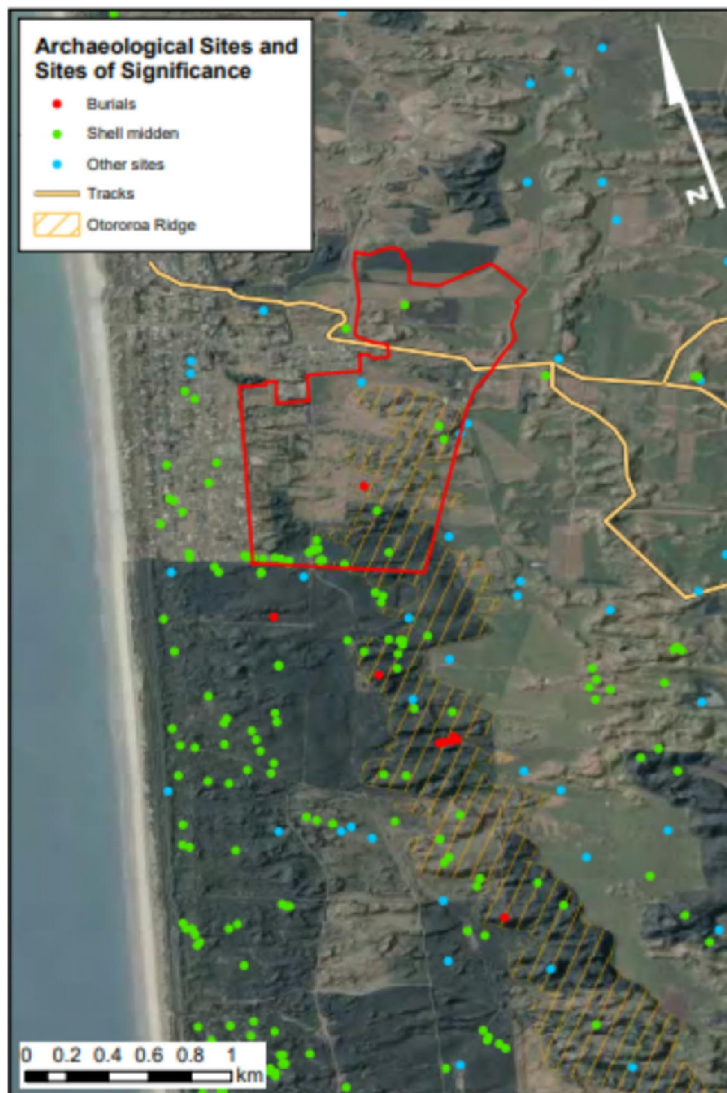 Archaeological Sites and
Sites of Significance
Burials
Shell midden
Other sites
Tracks
Otororoa Ridge
N
0 0.2 0.4 0.6 0.8 1
km